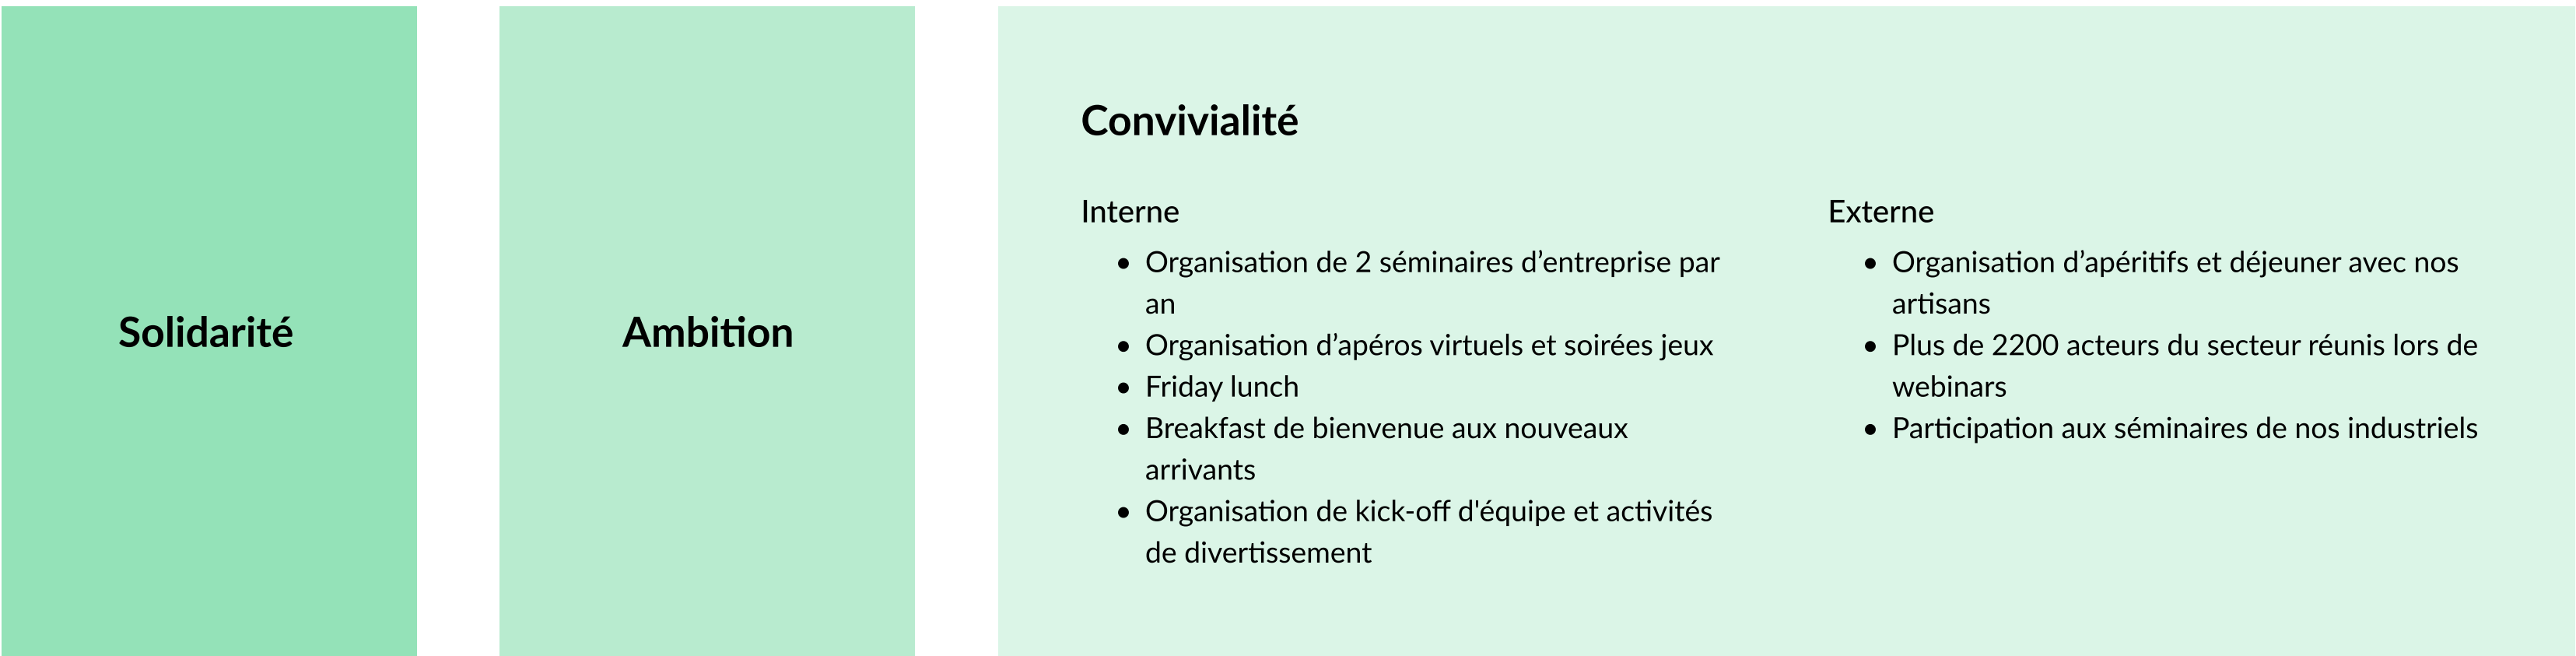 Solidarité
Ambition
Convivialité
Interne
• Organisation de 2 séminaires d’entreprise par
an
• Organisation d’apéros virtuels et soirées jeux
• Friday lunch
• Breakfast de bienvenue aux nouveaux
arrivants
• Organisation de kick-off d'équipe et activités
de divertissement
Externe
• Organisation d’apéritifs et déjeuner avec nos
artisans
• Plus de 2200 acteurs du secteur réunis lors de
webinars
• Participation aux séminaires de nos industriels